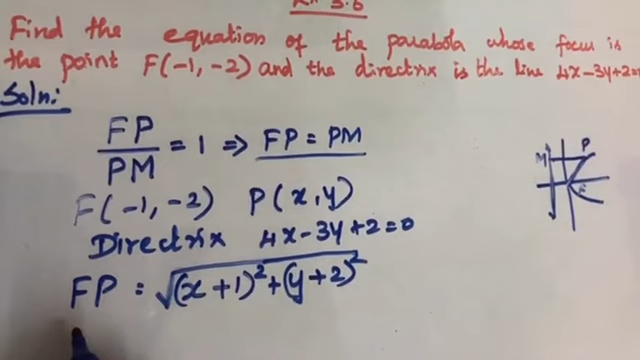 Find the equation of the parabola whose focus is
the point F(-1, -2) and the directrix is the line 4x-3y+2=
Soln:
FP/PM = 1 ⇒ FP = PM
F(-1, -2) P(x, y)
Directrix 4x-3y+2=0
FP = √(x+1)²+(y+2)²
M P
F